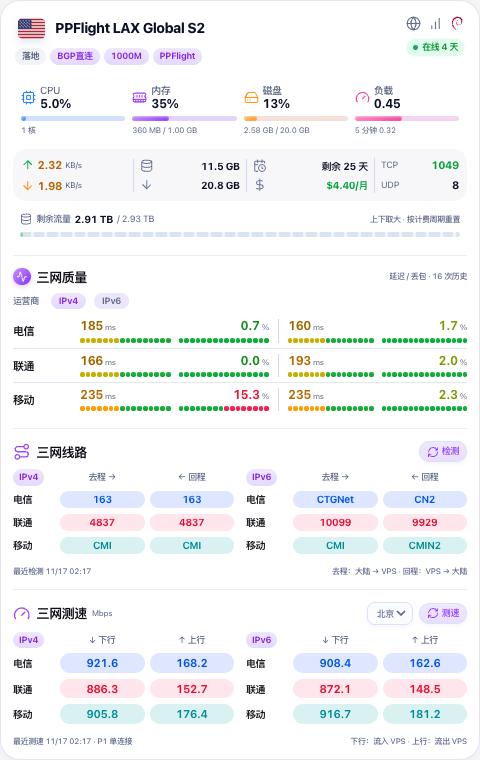 PPFlight LAX Global S2
落地 BGP直连 1000M PPFlight
在线 4 天
CPU 5.0%
1 核
内存 35%
360 MB / 1.00 GB
磁盘 13%
2.58 GB / 20.0 GB
负载 0.45
5 分钟 0.32
↑ 2.32 KB/s 11.5 GB 剩余 25 天 TCP 1049
↓ 1.98 KB/s ↓ 20.8 GB $ $4.40/月 UDP 8
剩余流量 2.91 TB / 2.93 TB 上下取大 · 按计费周期重置
三网质量 延迟 / 丢包 · 16 次历史
运营商 IPv4 IPv6
电信 185 ms 0.7 % 160 ms 1.7 %
联通 166 ms 0.0 % 193 ms 2.0 %
移动 235 ms 15.3 % 235 ms 2.3 %
三网线路 检测
IPv4 去程 → ← 回程 IPv6 去程 → ← 回程
电信 163 163 电信 CTGNet CN2
联通 4837 4837 联通 10099 9929
移动 CMI CMI 移动 CMI CMIN2
最近检测 11/17 02:17 去程：大陆 → VPS · 回程：VPS → 大陆
三网测速 Mbps 北京 测速
IPv4 ↓ 下行 ↑ 上行 IPv6 ↓ 下行 ↑ 上行
电信 921.6 168.2 电信 908.4 162.6
联通 886.3 152.7 联通 872.1 148.5
移动 905.8 176.4 移动 916.7 181.2
最近测速 11/17 02:17 · P1 单连接 下行：流入 VPS · 上行：流出 VPS